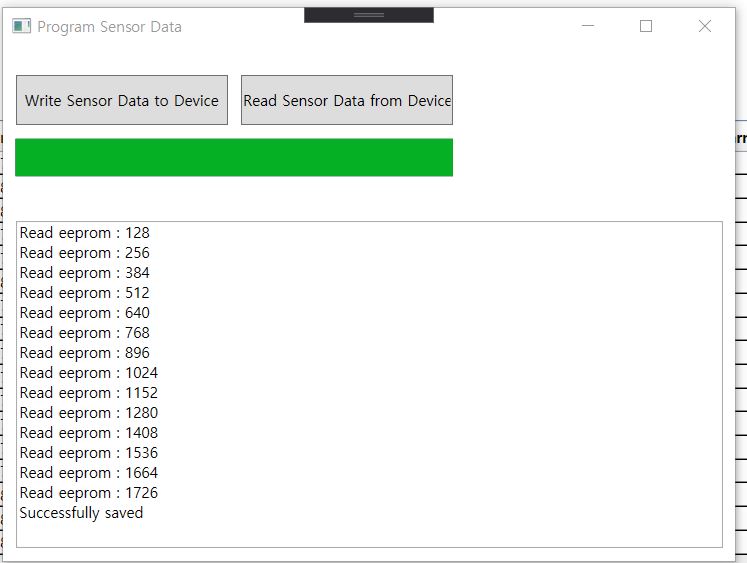 Program Sensor Data
Write Sensor Data to Device
Read Sensor Data from Device
Read eeprom : 128
Read eeprom : 256
Read eeprom : 384
Read eeprom : 512
Read eeprom : 640
Read eeprom : 768
Read eeprom : 896
Read eeprom : 1024
Read eeprom : 1152
Read eeprom : 1280
Read eeprom : 1408
Read eeprom : 1536
Read eeprom : 1664
Read eeprom : 1726
Successfully saved